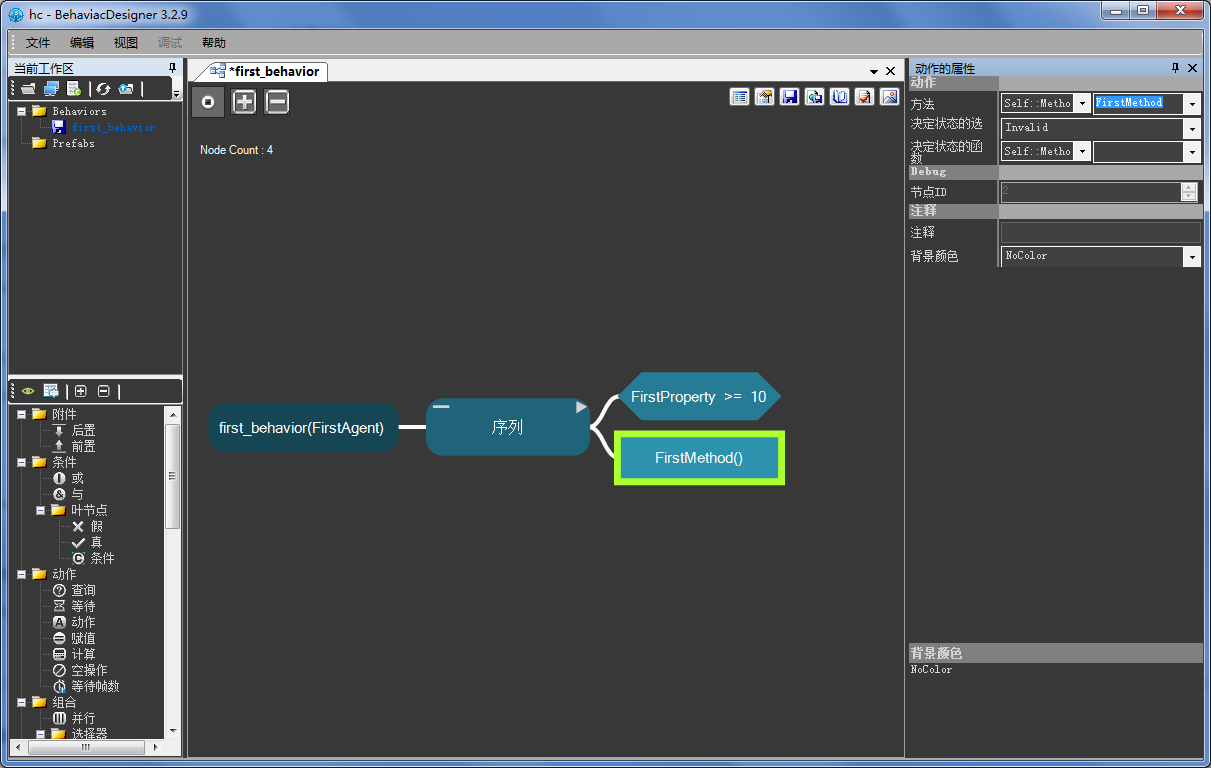 hc - BehaviacDesigner 3.2.9
文件 编辑 视图 调试 帮助
当前工作区
Behaviors
first_behavior
Prefabs
附件
后置
前置
条件
或
与
叶节点
假
真
条件
动作
查询
等待
动作
赋值
计算
空操作
等待帧数
组合
并行
选择器
*first_behavior
Node Count : 4
first_behavior(FirstAgent)
序列
FirstProperty >= 10
FirstMethod()
动作的属性
动作
方法 Self::Metho FirstMethod
决定状态的选 Invalid
决定状态的函数 Self::Metho
Debug
节点ID 2
注释
注释
背景颜色 NoColor
背景颜色
NoColor